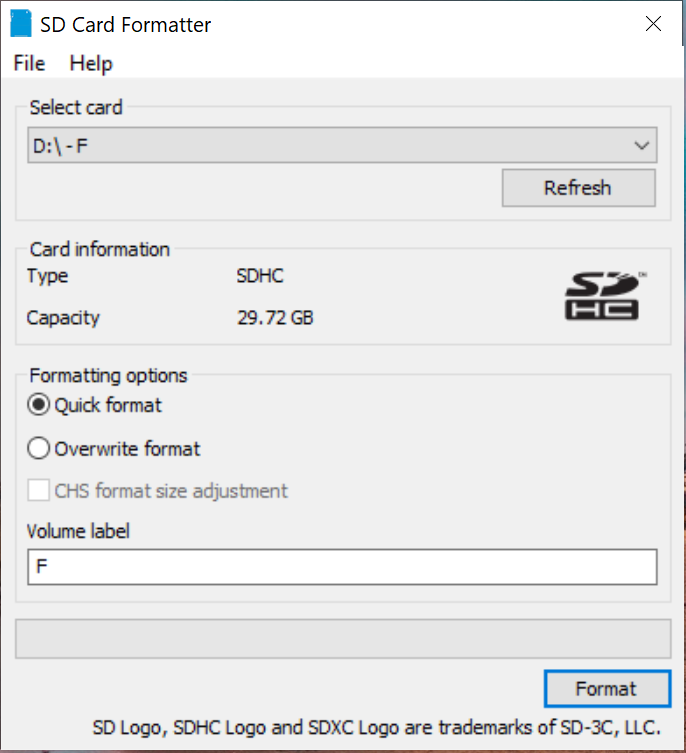 SD Card Formatter
File Help
Select card
D:\ - F
Refresh
Card information
Type SDHC
Capacity 29.72 GB
SD HC ™
Formatting options
Quick format
Overwrite format
CHS format size adjustment
Volume label
F
Format
SD Logo, SDHC Logo and SDXC Logo are trademarks of SD-3C, LLC.